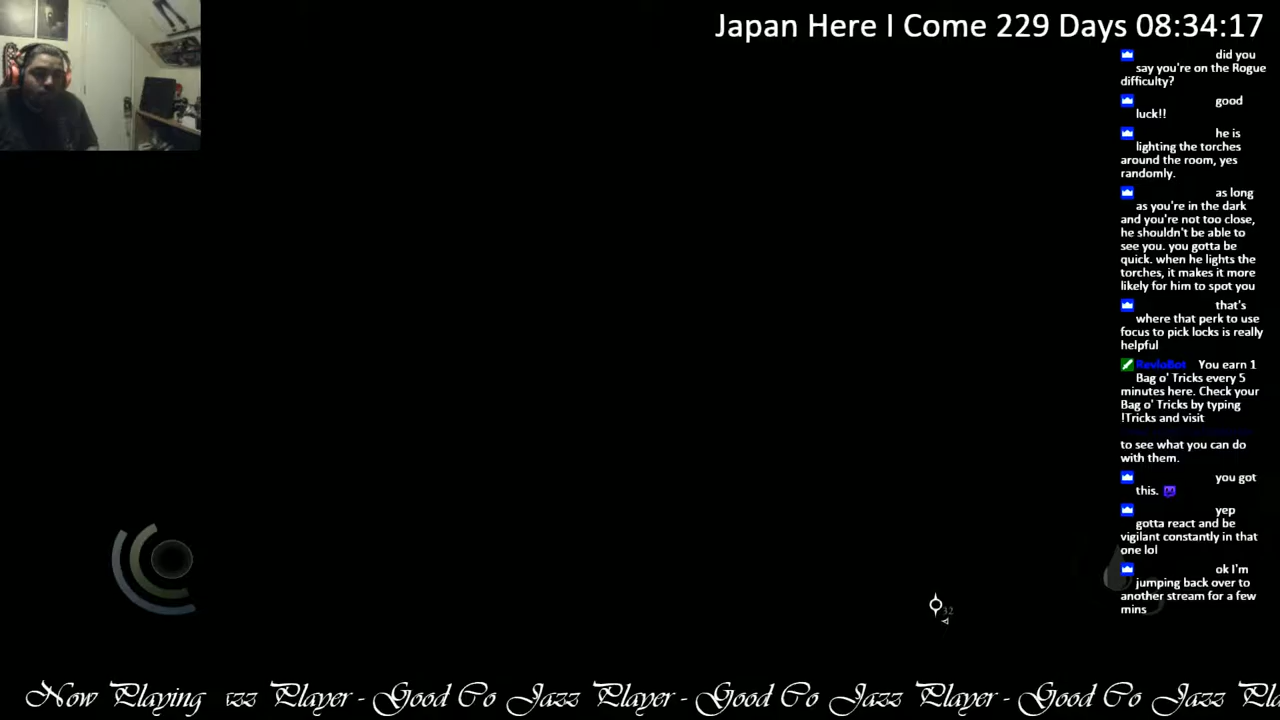 Japan Here I Come 229 Days 08:34:17
did you
say you're on the Rogue
difficulty?
good
luck!!
he is
lighting the torches
around the room, yes
randomly.
as long
as you're in the dark
and you're not too close,
he shouldn't be able to
see you. you gotta be
quick. when he lights the
torches, it makes it more
likely for him to spot you
that's
where that perk to use
focus to pick locks is really
helpful
RevloBot You earn 1
Bag o' Tricks every 5
minutes here. Check your
Bag o' Tricks by typing
!Tricks and visit
to see what you can do
with them.
you got
this.
yep
gotta react and be
vigilant constantly in that
one lol
ok I'm
jumping back over to
another stream for a few
mins
32
Now Playing zz Player - Good Co Jazz Player - Good Co Jazz Player - Good Co Jazz Pla